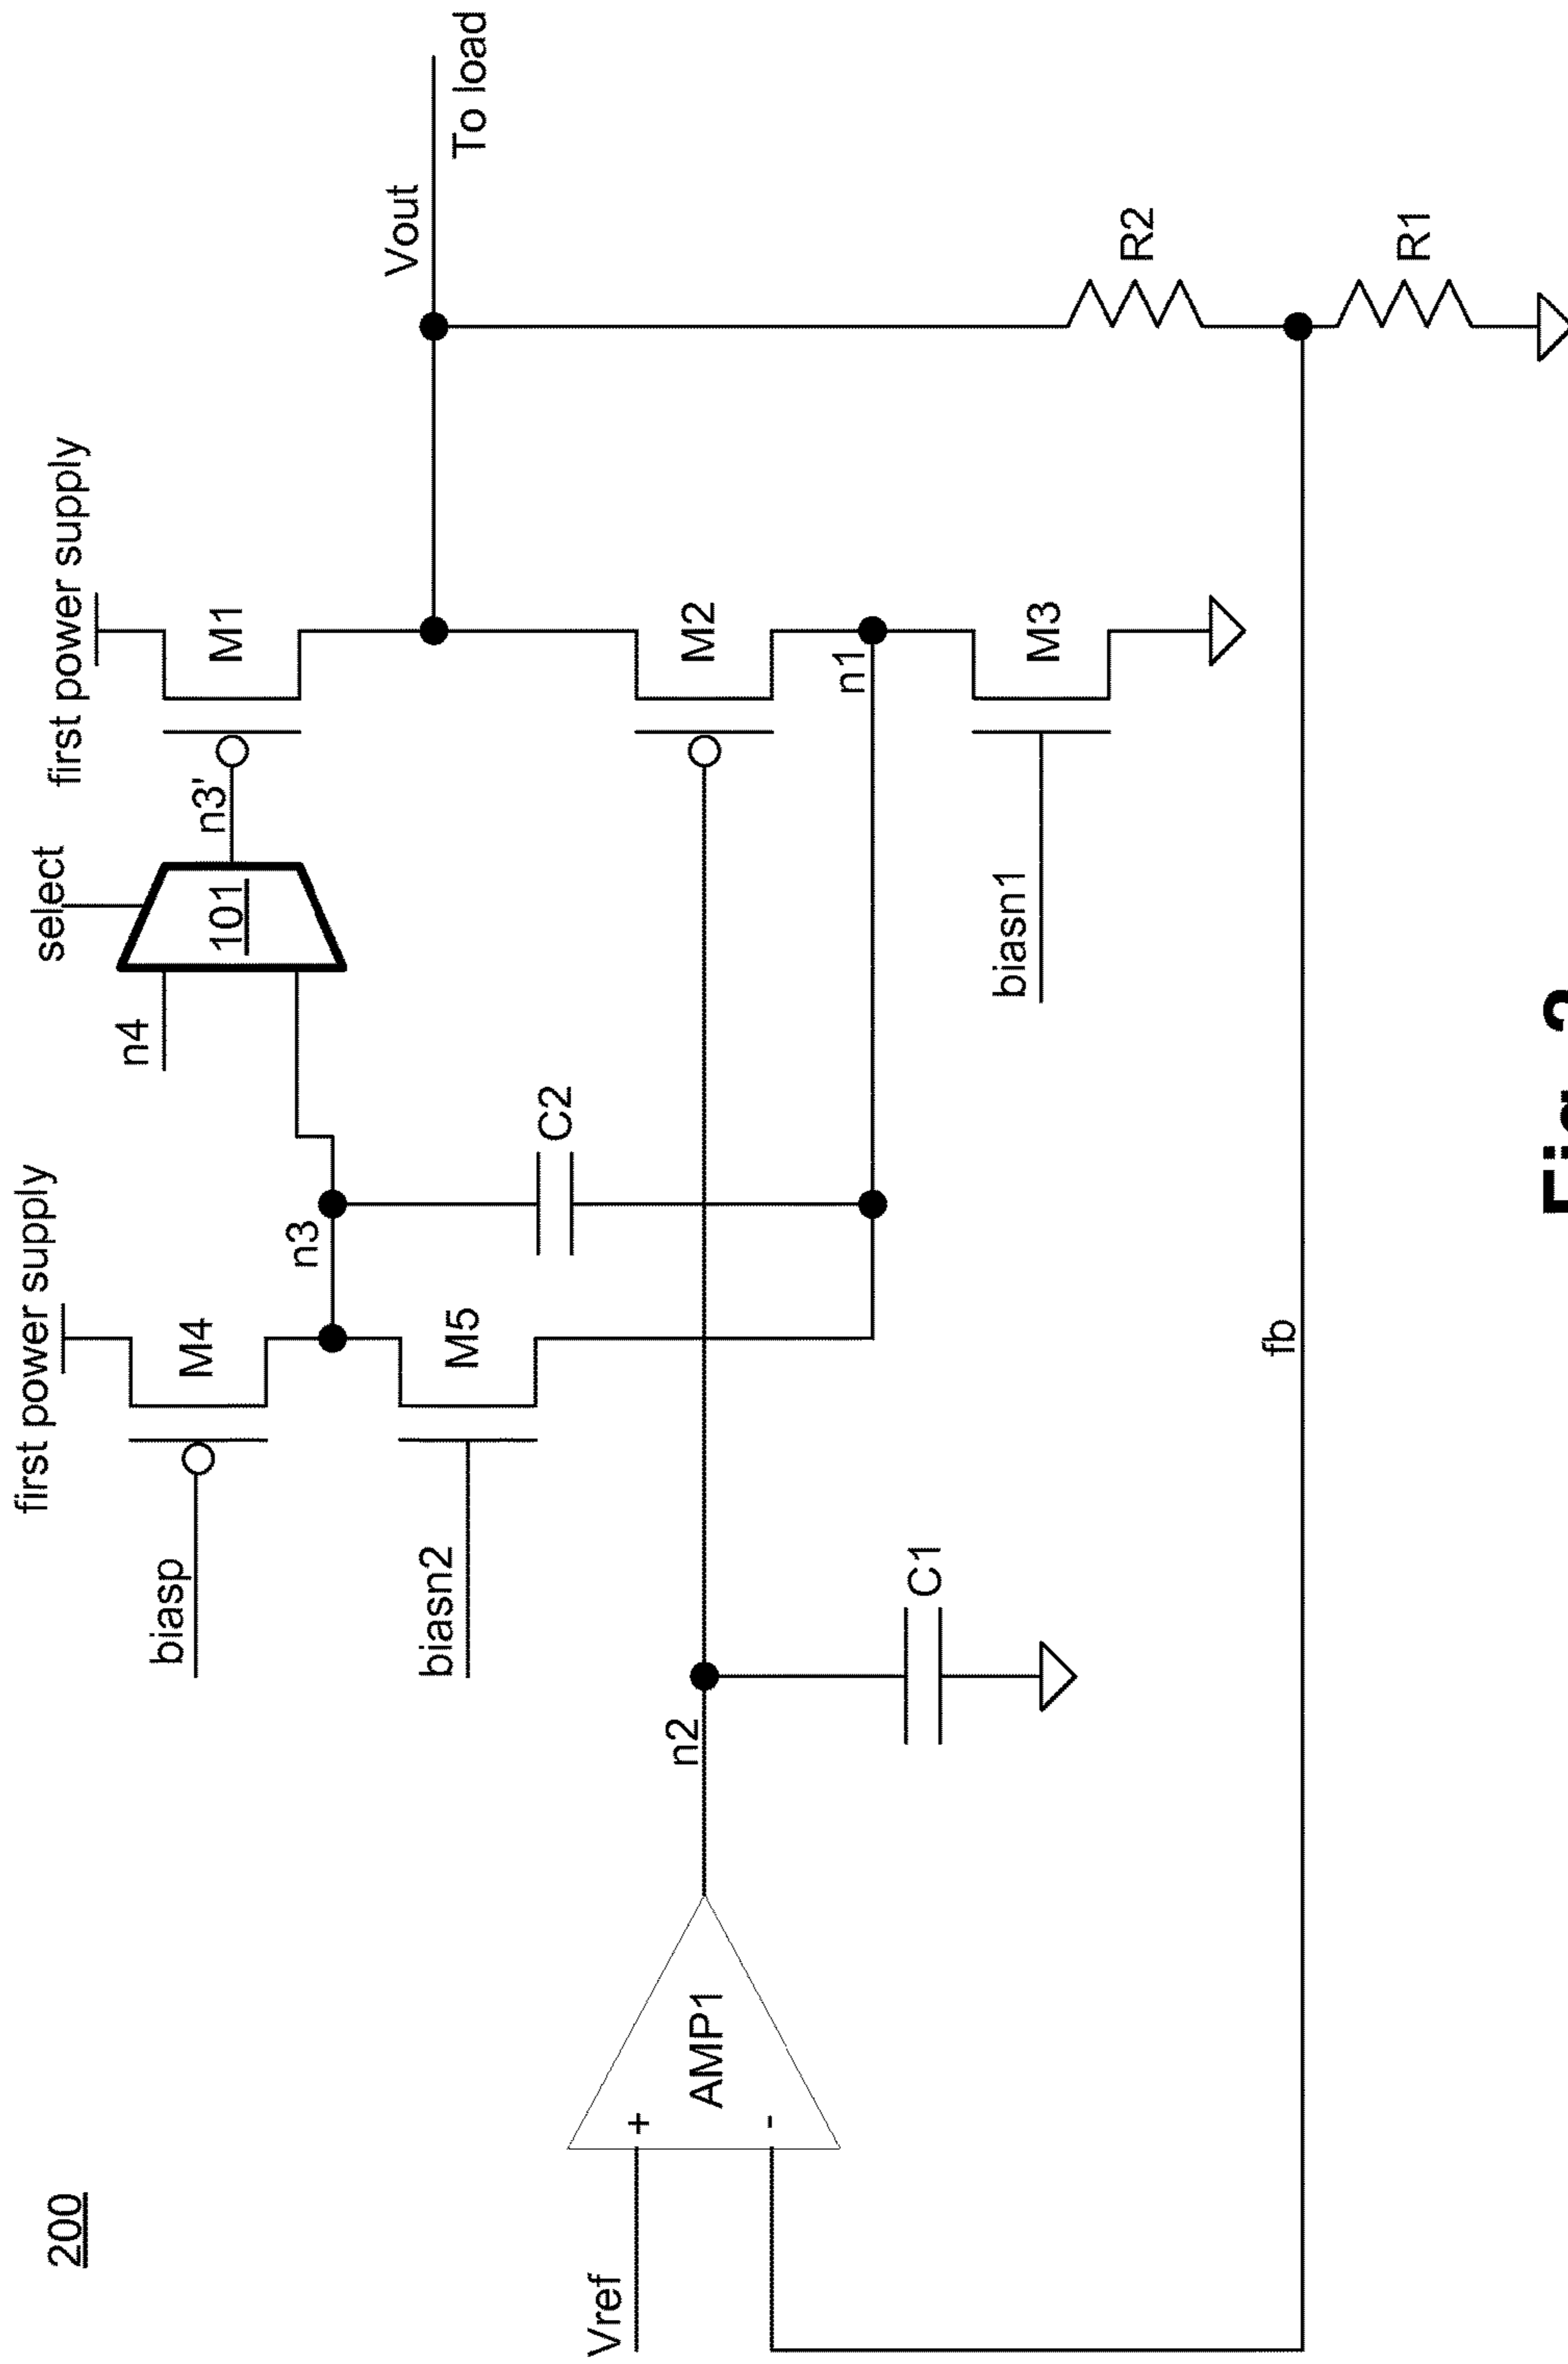 200
first power supply
first power supply
select
biasp
M4
n4
101
n3'
M1
n3
Vout
To load
biasn2
M5
C2
Vref
+
-
AMP1
n2
M2
C1
n1
biasn1
M3
R2
fb
R1